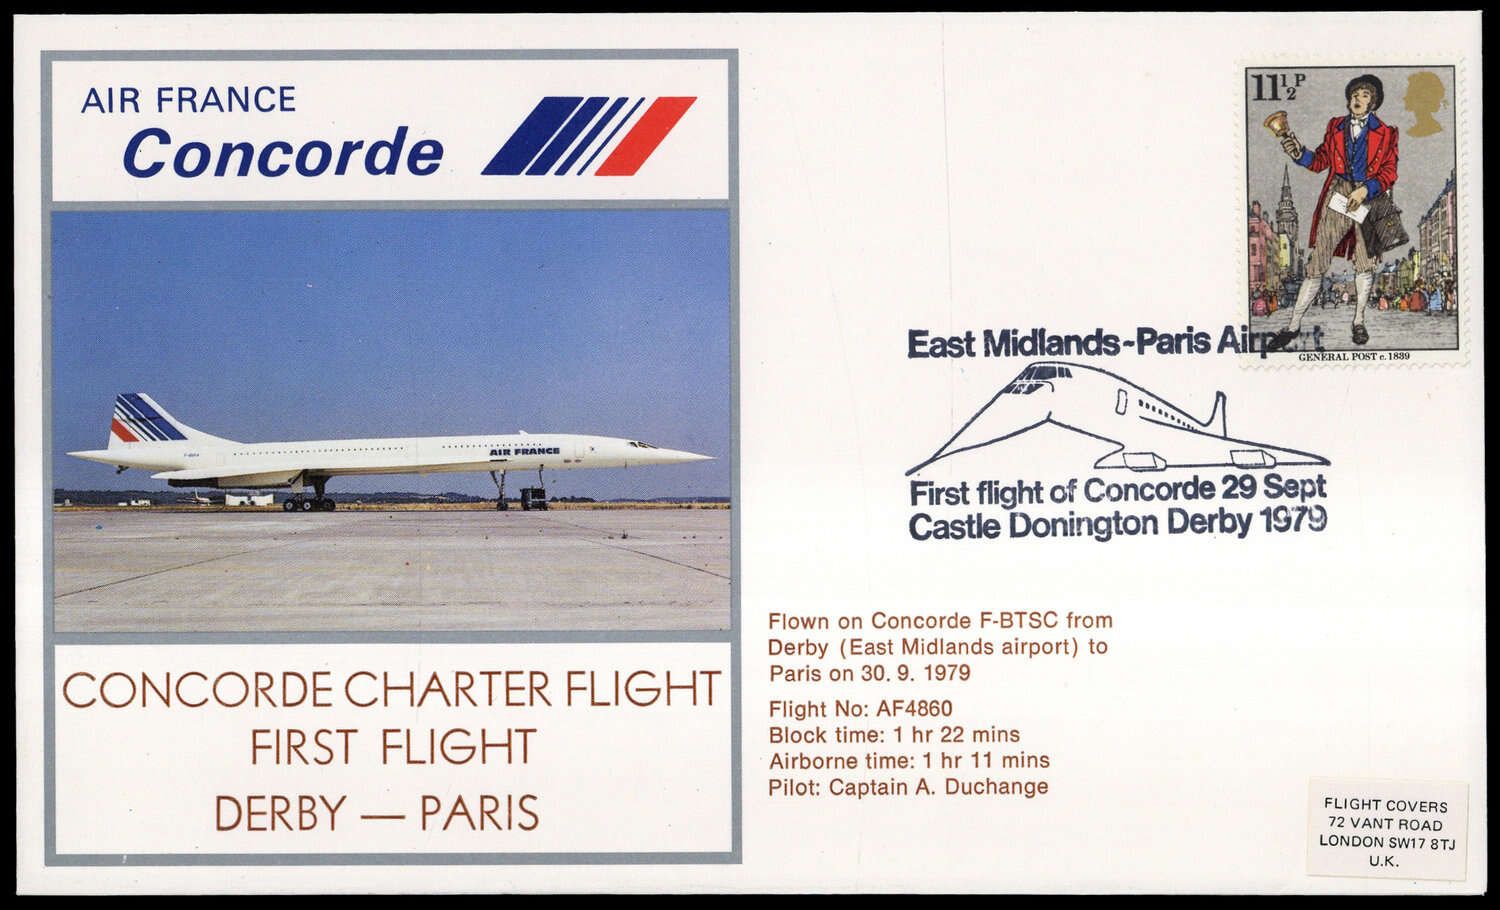 AIR FRANCE
Concorde
AIR FRANCE
CONCORDE CHARTER FLIGHT
FIRST FLIGHT
DERBY — PARIS
11½P
GENERAL POST c.1839
East Midlands~Paris Airport
First flight of Concorde 29 Sept
Castle Donington Derby 1979
Flown on Concorde F-BTSC from
Derby (East Midlands airport) to
Paris on 30. 9. 1979
Flight No: AF4860
Block time: 1 hr 22 mins
Airborne time: 1 hr 11 mins
Pilot: Captain A. Duchange
FLIGHT COVERS
72 VANT ROAD
LONDON SW17 8TJ
U.K.